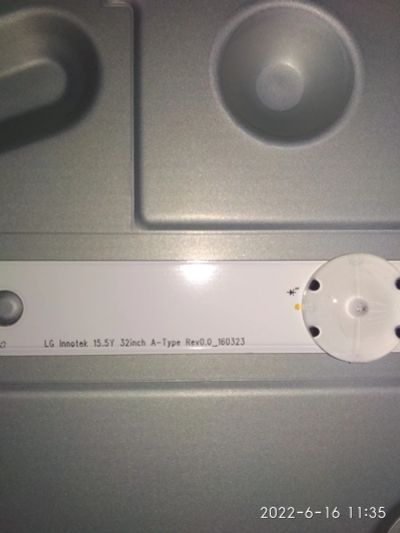 LG Innotek 15.5Y 32inch A-Type Rev0.0_160323
2022-6-16 11:35